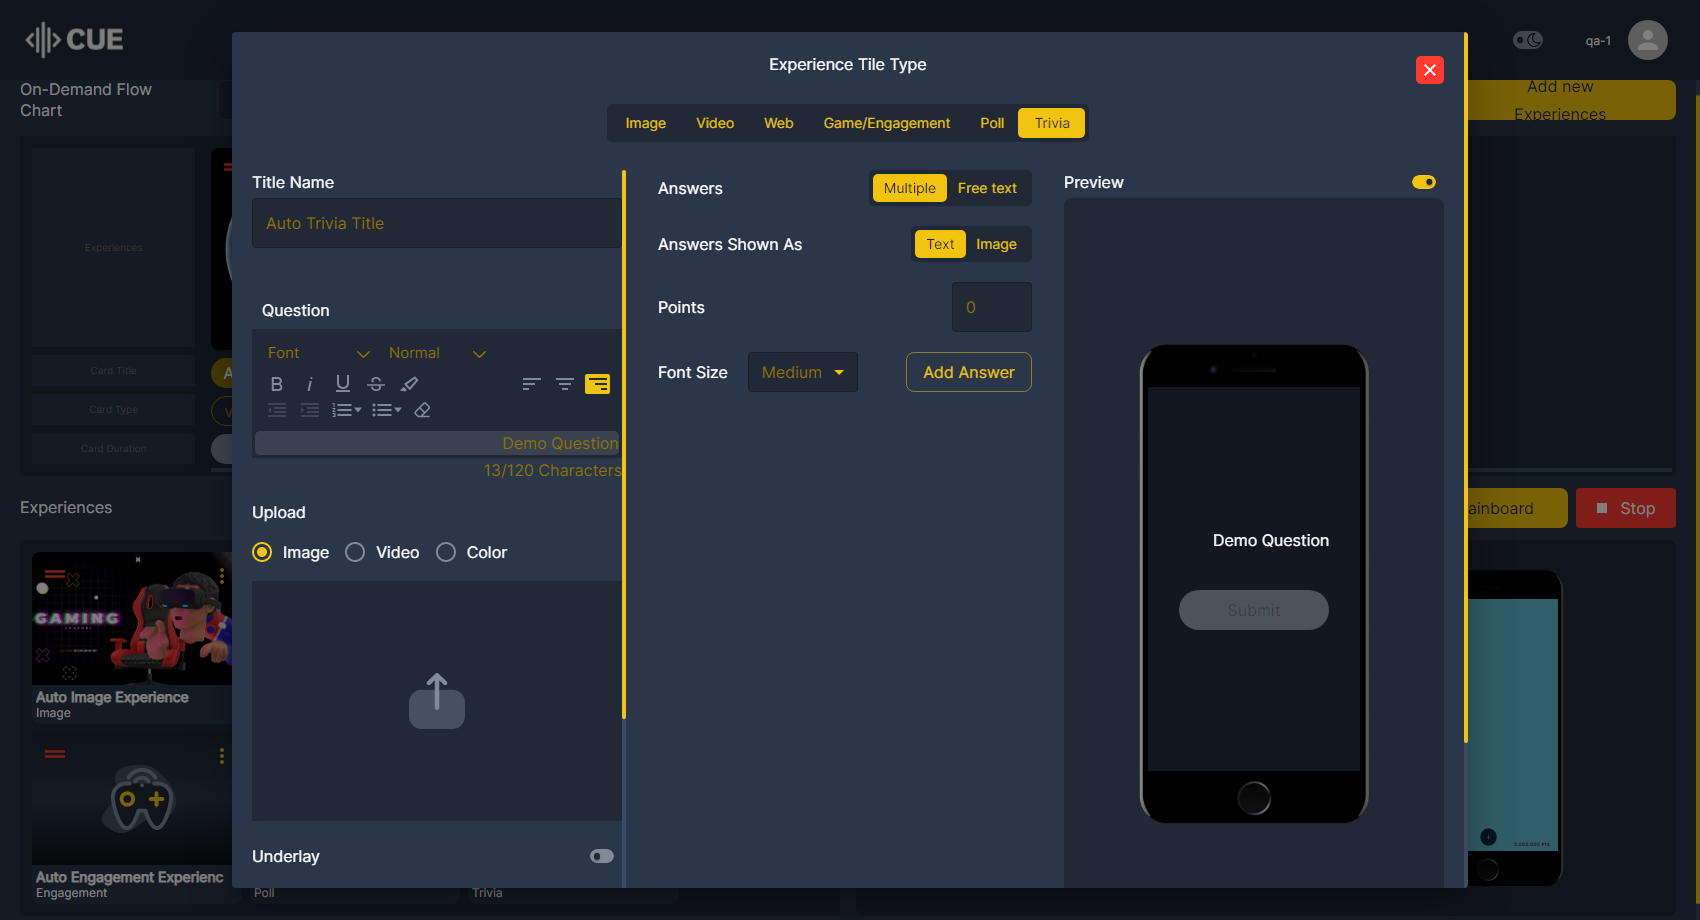 CUE
qa-1
On-Demand Flow
Chart
Add new
Experiences
Experiences
Card Title
Card Type
Card Duration
A
V
Experience Tile Type
Image
Video
Web
Game/Engagement
Poll
Trivia
Title Name
Auto Trivia Title
Question
Font
Normal
B
i
U
S
Demo Question
13/120 Characters
Upload
Image
Video
Color
Underlay
Answers
Multiple
Free text
Answers Shown As
Text
Image
Points
0
Font Size
Medium
Add Answer
Preview
Demo Question
Submit
Experiences
ainboard
Stop
GAMING
Auto Image Experience
Image
Auto Engagement Experienc
Engagement
Poll
Trivia